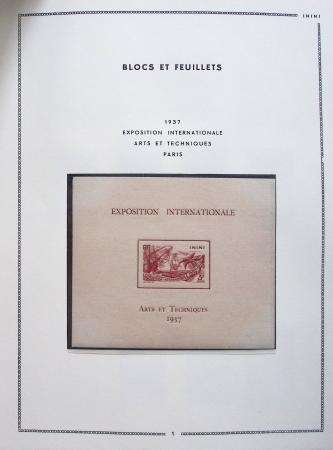 ININI
BLOCS ET FEUILLETS
1937
EXPOSITION INTERNATIONALE
ARTS ET TECHNIQUES
PARIS
EXPOSITION INTERNATIONALE
RF ININI
ARTS ET TECHNIQUES
1937
1